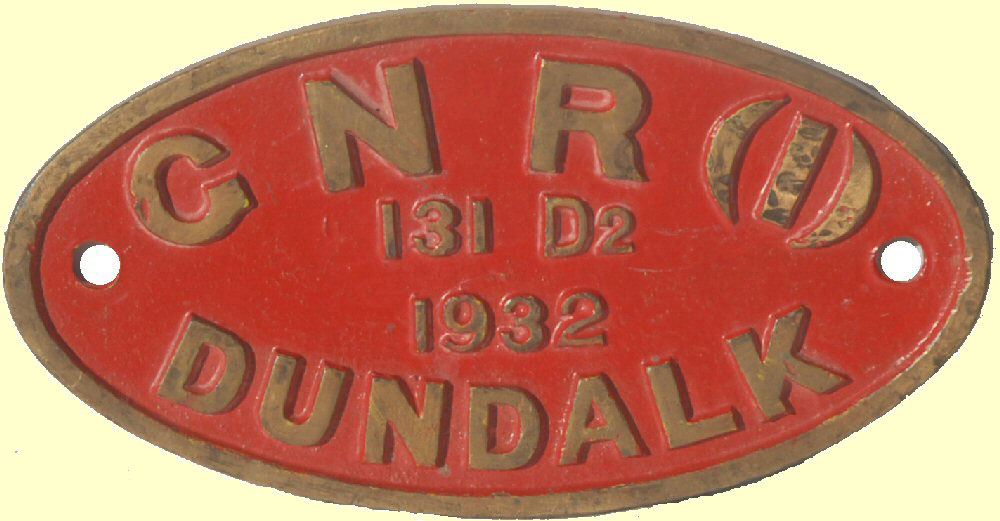 GNR(I)
131 D2
1932
DUNDALK